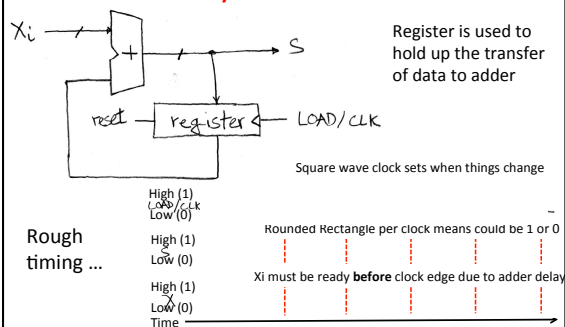 Xi
+
S
Register is used to
hold up the transfer
of data to adder
reset
register
LOAD/CLK
Square wave clock sets when things change
High (1)
LOAD/CLK
Low (0)
Rough
timing ...
High (1)
S
Low (0)
Rounded Rectangle per clock means could be 1 or 0
Xi must be ready before clock edge due to adder delay
High (1)
X
Low (0)
Time